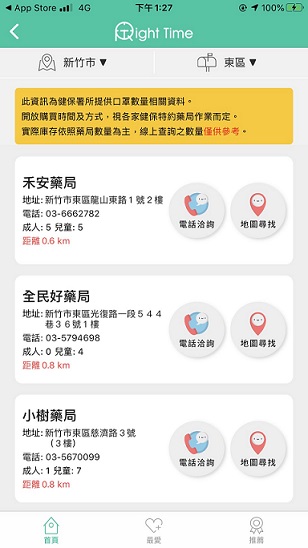 App Store 4G 下午1:27 100%
Right Time
新竹市▼ 東區▼
此資訊為健保署所提供口罩數量相關資料。
開放購買時間及方式，視各家健保特約藥局作業而定。
實際庫存依照藥局數量為主，線上查詢之數量僅供參考。
禾安藥局
地址: 新竹市東區龍山東路１號２樓
電話: 03-6662782
成人: 5 兒童: 5
距離 0.6 km
電話洽詢
地圖尋找
全民好藥局
地址: 新竹市東區光復路一段５４４
巷３６號１樓
電話: 03-5794698
成人: 0 兒童: 4
距離 0.8 km
電話洽詢
地圖尋找
小樹藥局
地址: 新竹市東區慈濟路３號
（3樓）
電話: 03-5670099
成人: 1 兒童: 7
距離 0.8 km
電話洽詢
地圖尋找
首頁 最愛 推薦